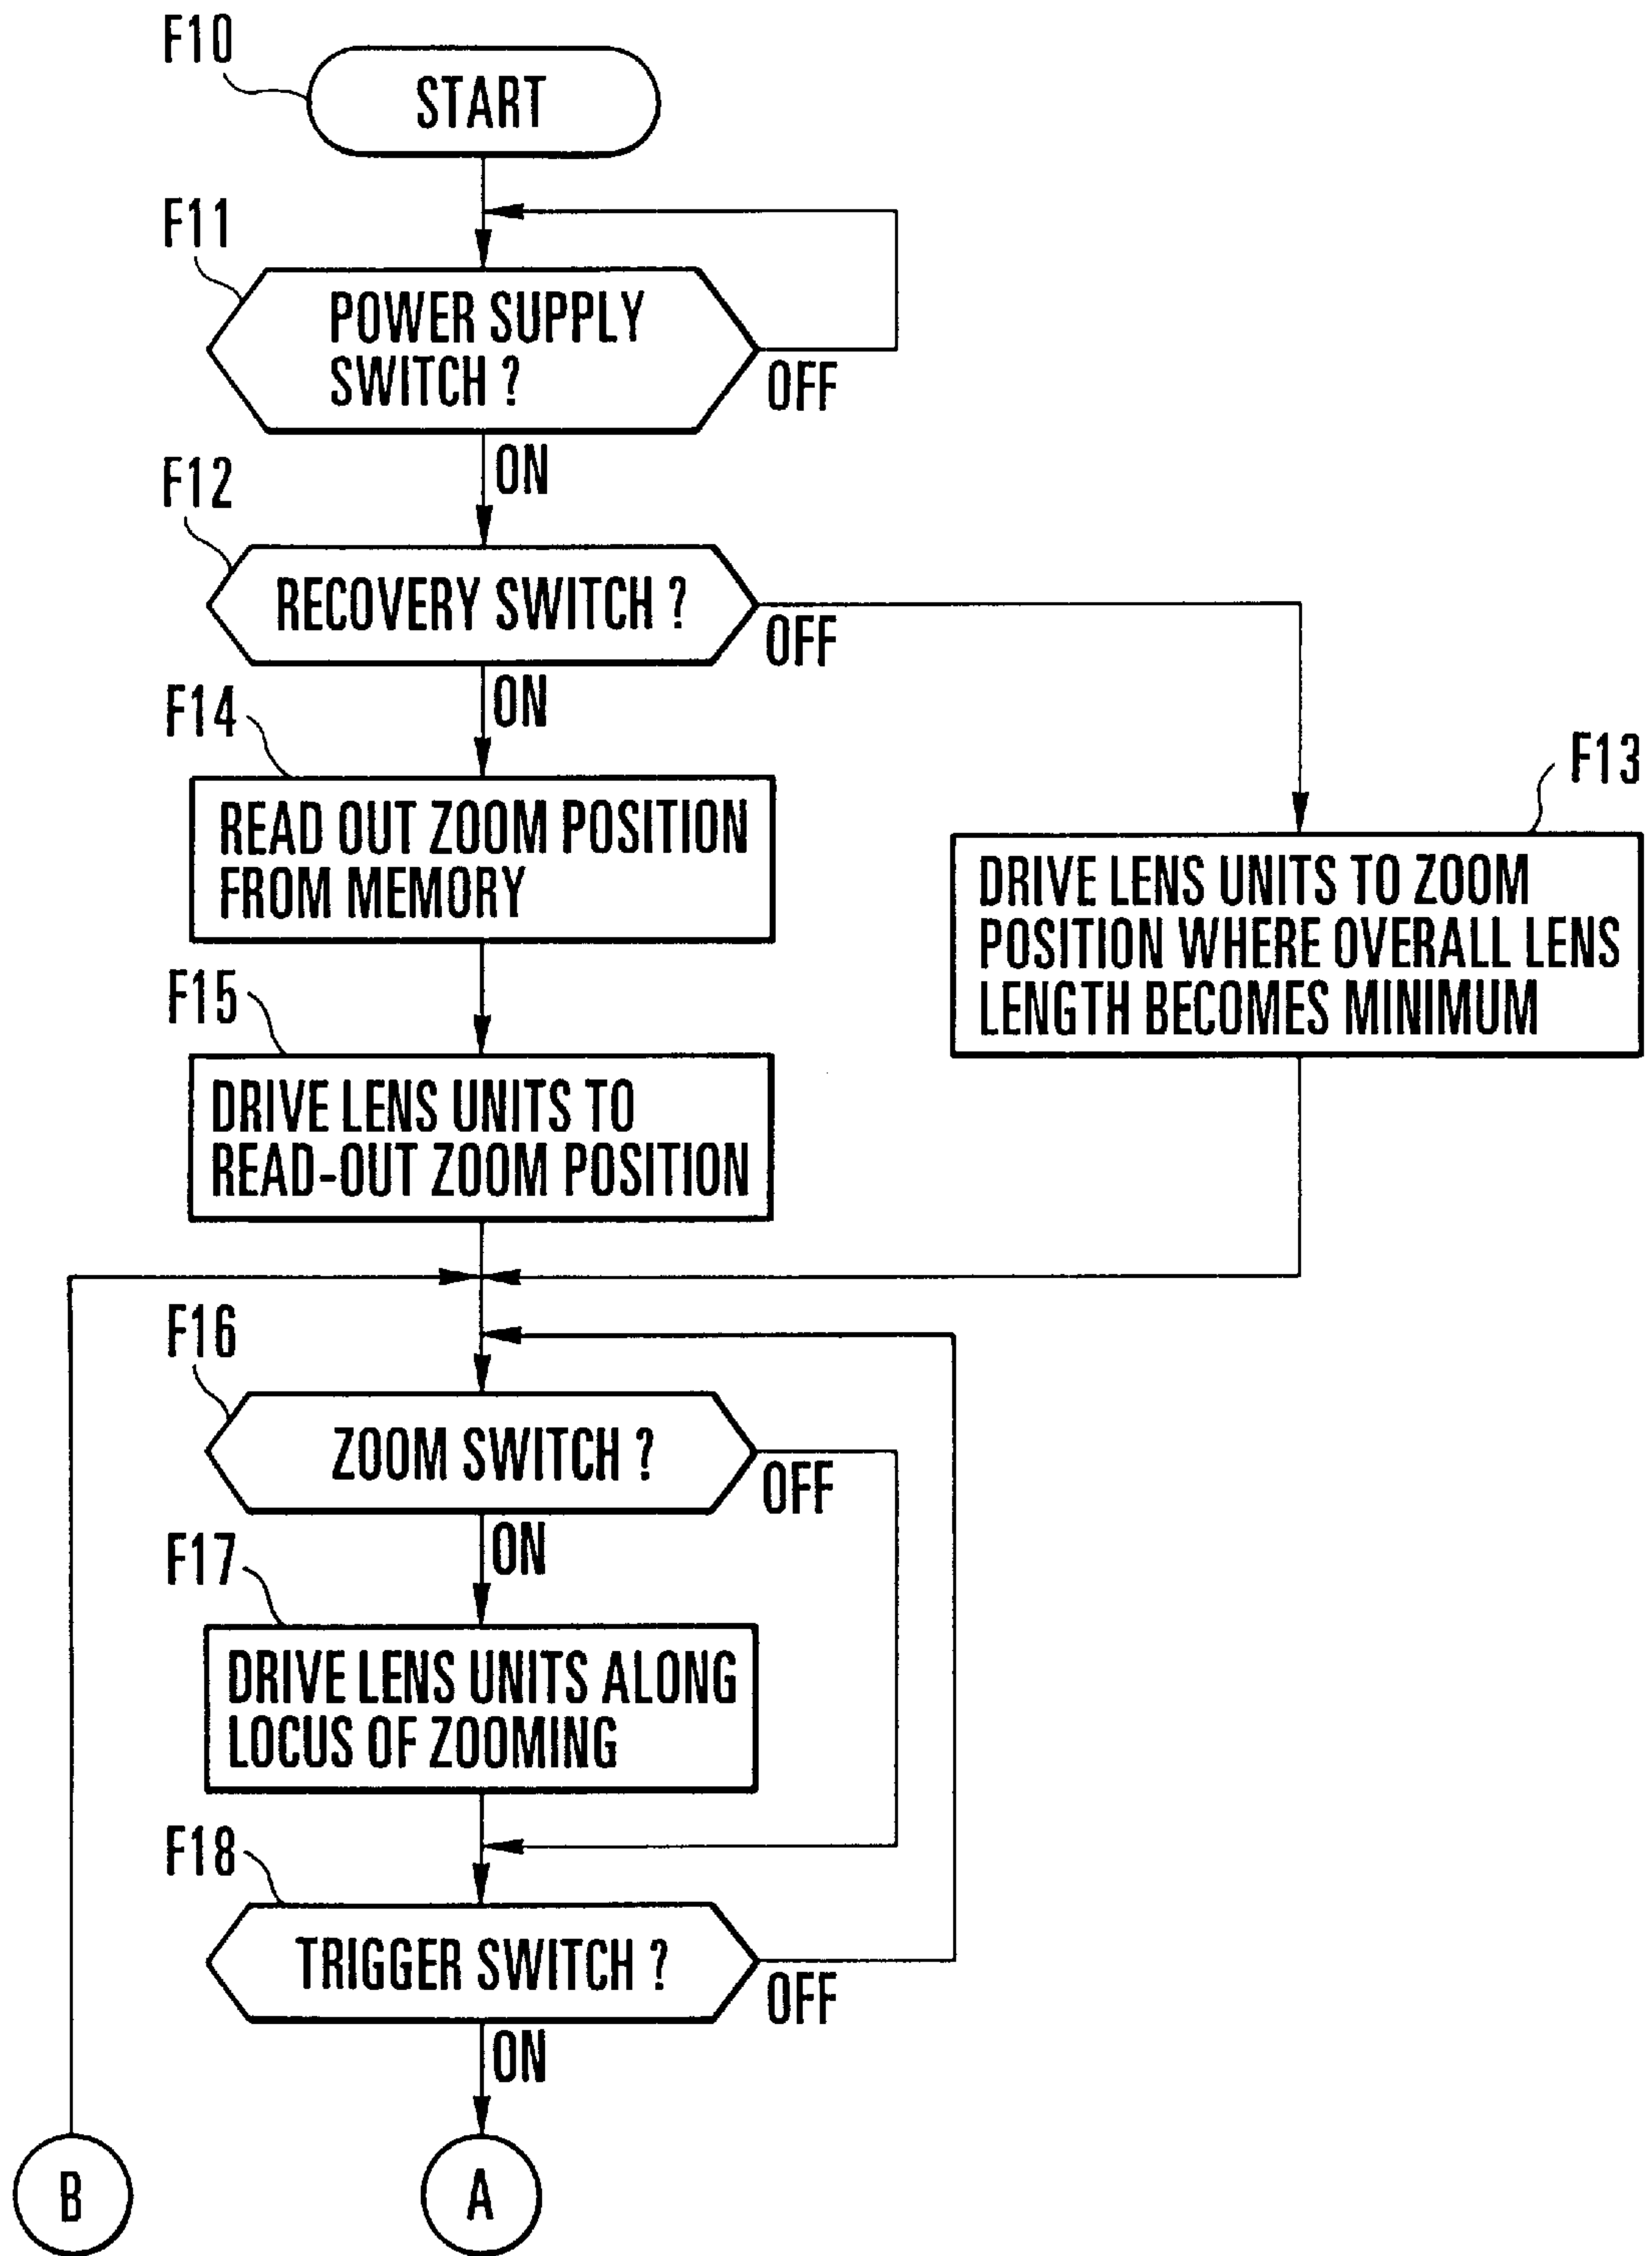 F10
START
F11
POWER SUPPLY
SWITCH ?
OFF
ON
F12
RECOVERY SWITCH ?
OFF
ON
F14
READ OUT ZOOM POSITION
FROM MEMORY
F13
DRIVE LENS UNITS TO ZOOM
POSITION WHERE OVERALL LENS
LENGTH BECOMES MINIMUM
F15
DRIVE LENS UNITS TO
READ-OUT ZOOM POSITION
F16
ZOOM SWITCH ?
OFF
ON
F17
DRIVE LENS UNITS ALONG
LOCUS OF ZOOMING
F18
TRIGGER SWITCH ?
OFF
ON
B
A